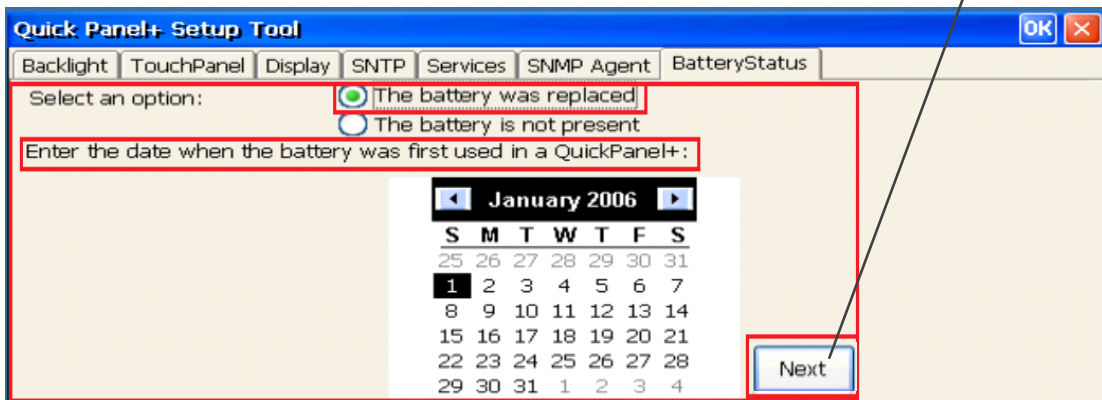 Quick Panel+ Setup Tool OK
Backlight TouchPanel Display SNTP Services SNMP Agent BatteryStatus
Select an option: The battery was replaced
The battery is not present
Enter the date when the battery was first used in a QuickPanel+:
January 2006
S M T W T F S
25 26 27 28 29 30 31
1 2 3 4 5 6 7
8 9 10 11 12 13 14
15 16 17 18 19 20 21
22 23 24 25 26 27 28
Next
29 30 31 1 2 3 4